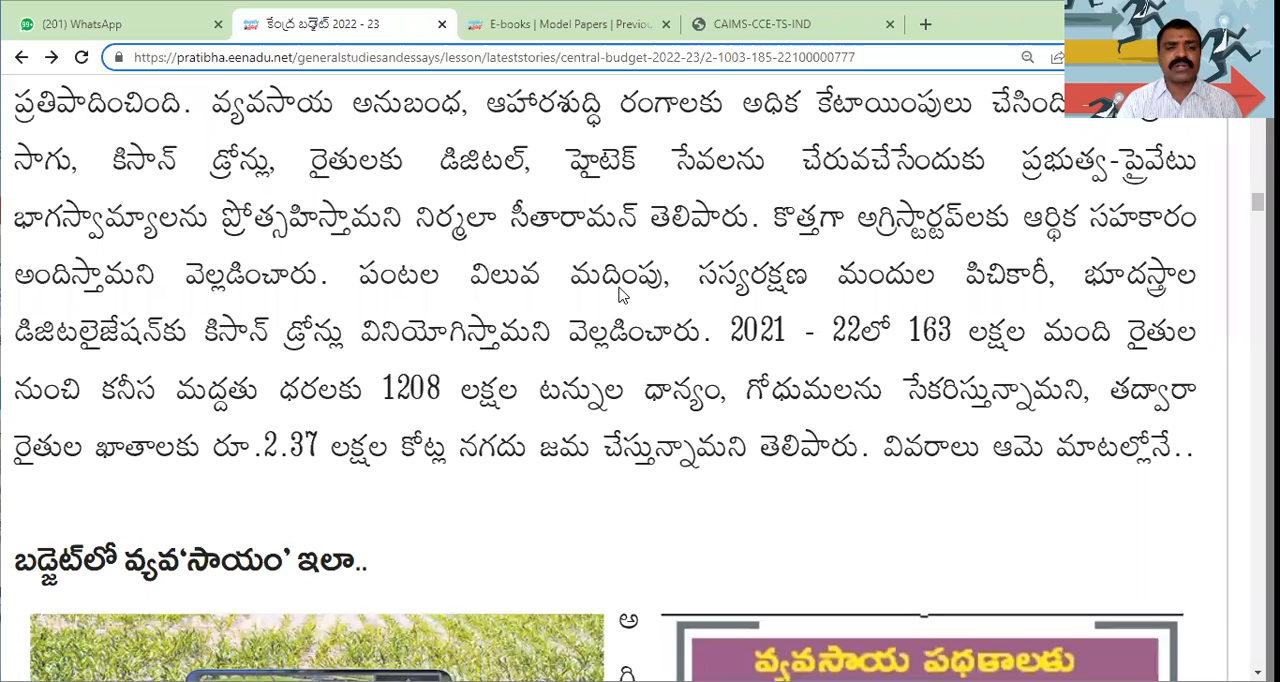 (201) WhatsApp
కేంద్ర బడ్జెట్ 2022 - 23
E-books | Model Papers | Previou
CAIMS-CCE-TS-IND
https://pratibha.eenadu.net/generalstudiesandessays/lesson/lateststories/central-budget-2022-23/2-1003-185-22100000777
ప్రతిపాదించింది. వ్యవసాయ అనుబంధ, ఆహారశుద్ధి రంగాలకు అధిక కేటాయింపులు
సాగు, కిసాన్ డ్రోన్లు, రైతులకు డిజిటల్, హైటెక్ సేవలను చేరువచేసేందుకు ప్రభుత్వ-ప్రైవేటు
భాగస్వామ్యాలను ప్రోత్సహిస్తామని నిర్మలా సీతారామన్ తెలిపారు. కొత్తగా అగ్రిస్టార్టప్‌లకు ఆర్థిక సహకారం
అందిస్తామని వెల్లడించారు. పంటల విలువ మదింపు, సస్యరక్షణ మందుల పిచికారీ, భూదస్త్రాల
డిజిటలైజేషన్‌కు కిసాన్ డ్రోన్లు వినియోగిస్తామని వెల్లడించారు. 2021 - 22లో 163 లక్షల మంది రైతుల
నుంచి కనీస మద్దతు ధరలకు 1208 లక్షల టన్నుల ధాన్యం, గోధుమలను సేకరిస్తున్నామని, తద్వారా
రైతుల ఖాతాలకు రూ.2.37 లక్షల కోట్ల నగదు జమ చేస్తున్నామని తెలిపారు. వివరాలు ఆమె మాటల్లోనే..
బడ్జెట్‌లో వ్యవ‘సాయం’ ఇలా..
అ
వ్యవసాయ పథకాలకు